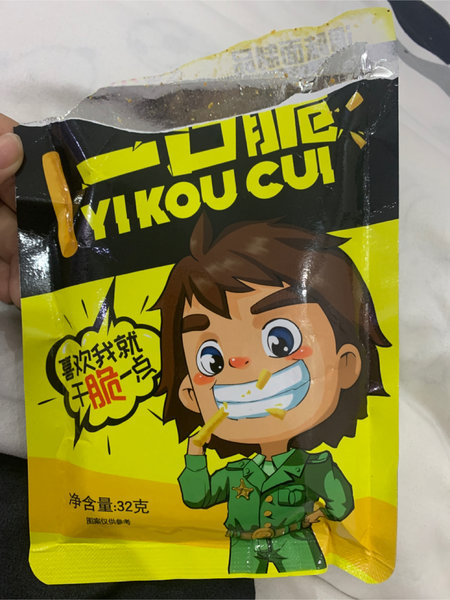 一口脆
YI KOU CUI
喜欢我就
干脆一点
净含量:32克
图案仅供参考